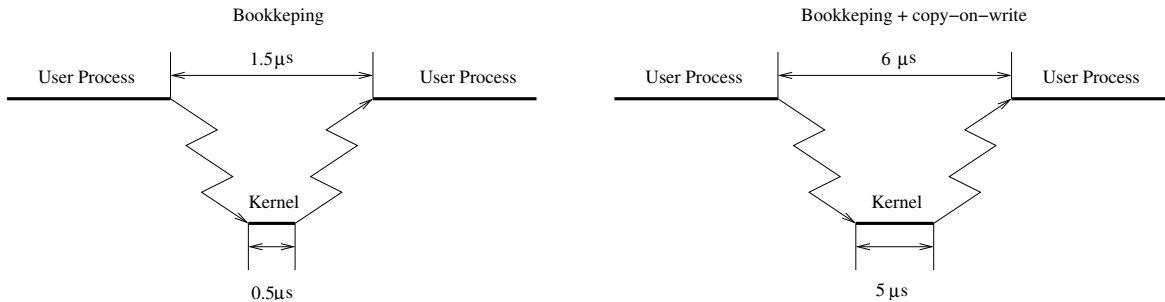 Bookkeping
1.5μs
User Process
User Process
Kernel
0.5μs
Bookkeping + copy−on−write
6 μs
User Process
User Process
Kernel
5 μs